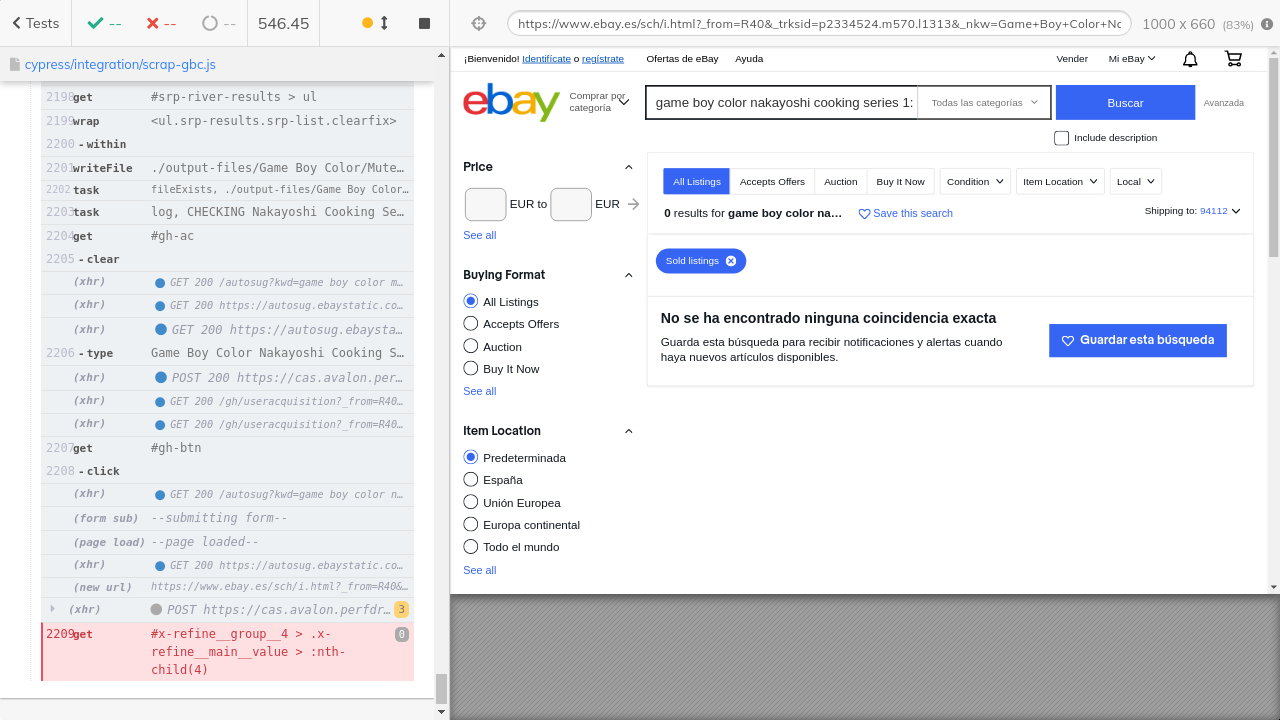 Tests
--
--
--
546.45
https://www.ebay.es/sch/i.html?_from=R40&_trksid=p2334524.m570.l1313&_nkw=Game+Boy+Color+Nc
1000 x 660 (83%)
cypress/integration/scrap-gbc.js
2198 get #srp-river-results > ul
2199 wrap <ul.srp-results.srp-list.clearfix>
2200 -within
2201 writeFile ./output-files/Game Boy Color/Mute…
2202 task fileExists, ./output-files/Game Boy Color…
2203 task log, CHECKING Nakayoshi Cooking Se…
2204 get #gh-ac
2205 -clear
(xhr) GET 200 /autosug?kwd=game boy color m…
(xhr) GET 200 https://autosug.ebaystatic.co…
(xhr) GET 200 https://autosug.ebaysta…
2206 -type Game Boy Color Nakayoshi Cooking S…
(xhr) POST 200 https://cas.avalon.per…
(xhr) GET 200 /gh/useracquisition?_from=R40…
(xhr) GET 200 /gh/useracquisition?_from=R40…
2207 get #gh-btn
2208 -click
(xhr) GET 200 /autosug?kwd=game boy color n…
(form sub) --submitting form--
(page load) --page loaded--
(xhr) GET 200 https://autosug.ebaystatic.co…
(new url) https://www.ebay.es/sch/i.html?_from=R40&…
(xhr) POST https://cas.avalon.perfdr… 3
2209 get #x-refine__group__4 > .x- 0
refine__main__value > :nth-
child(4)
¡Bienvenido! Identifícate o regístrate Ofertas de eBay Ayuda Vender Mi eBay
ebay
Comprar por
categoría
game boy color nakayoshi cooking series 1.
Todas las categorías
Buscar
Avanzada
Include description
Price
EUR to EUR
See all
Buying Format
All Listings
Accepts Offers
Auction
Buy It Now
See all
Item Location
Predeterminada
España
Unión Europea
Europa continental
Todo el mundo
See all
All Listings Accepts Offers Auction Buy It Now Condition Item Location Local
0 results for game boy color na… Save this search Shipping to: 94112
Sold listings
No se ha encontrado ninguna coincidencia exacta
Guarda esta búsqueda para recibir notificaciones y alertas cuando
haya nuevos artículos disponibles.
Guardar esta búsqueda